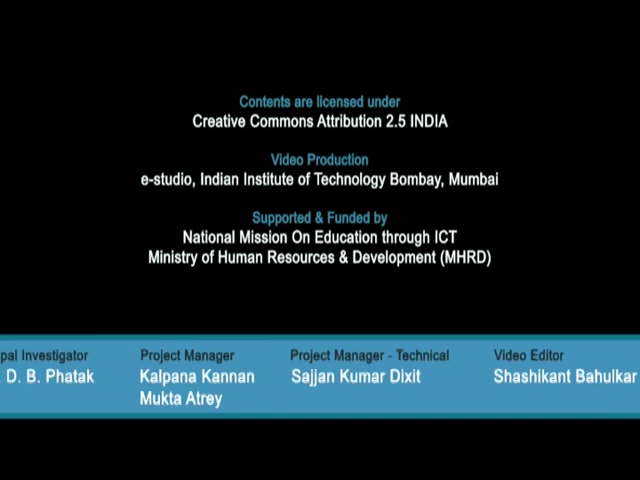 Contents are licensed under
Creative Commons Attribution 2.5 INDIA
Video Production
e-studio, Indian Institute of Technology Bombay, Mumbai
Supported & Funded by
National Mission On Education through ICT
Ministry of Human Resources & Development (MHRD)
pal Investigator Project Manager Project Manager - Technical Video Editor
. D. B. Phatak Kalpana Kannan Sajjan Kumar Dixit Shashikant Bahulkar
Mukta Atrey